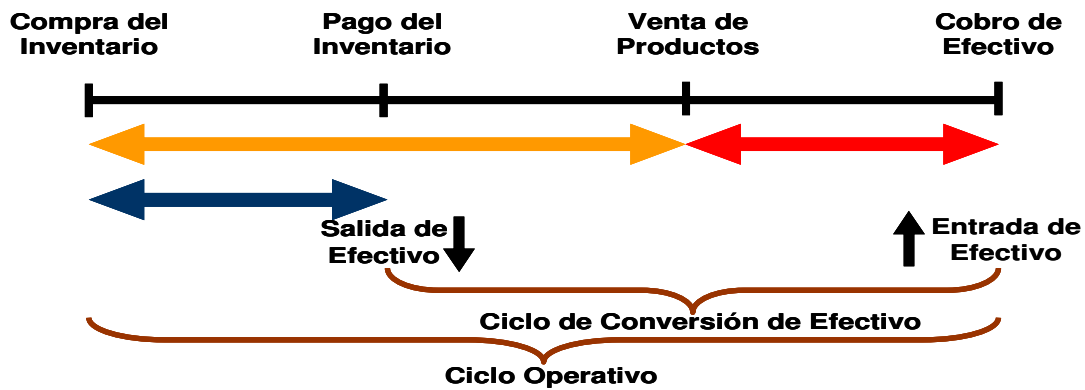 Compra del
Inventario
Pago del
Inventario
Venta de
Productos
Cobro de
Efectivo
Salida de
Efectivo
Entrada de
Efectivo
Ciclo de Conversión de Efectivo
Ciclo Operativo